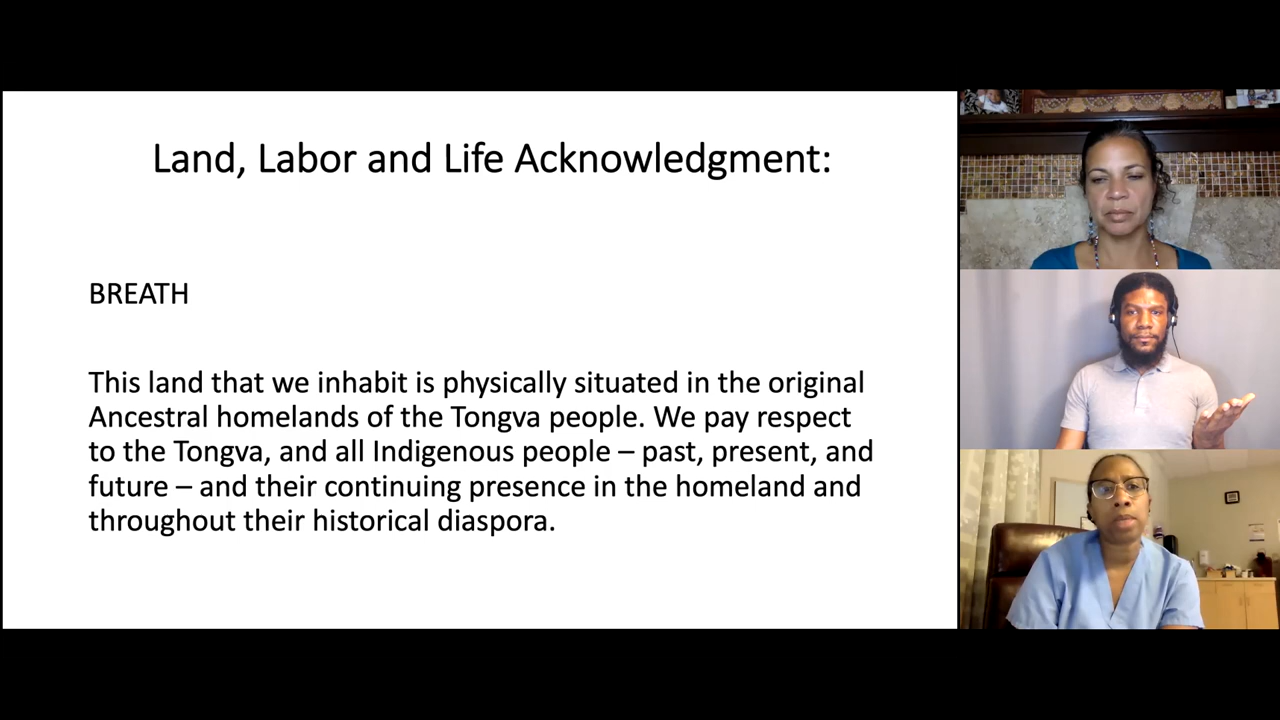 Land, Labor and Life Acknowledgment:
BREATH
This land that we inhabit is physically situated in the original
Ancestral homelands of the Tongva people. We pay respect
to the Tongva, and all Indigenous people – past, present, and
future – and their continuing presence in the homeland and
throughout their historical diaspora.